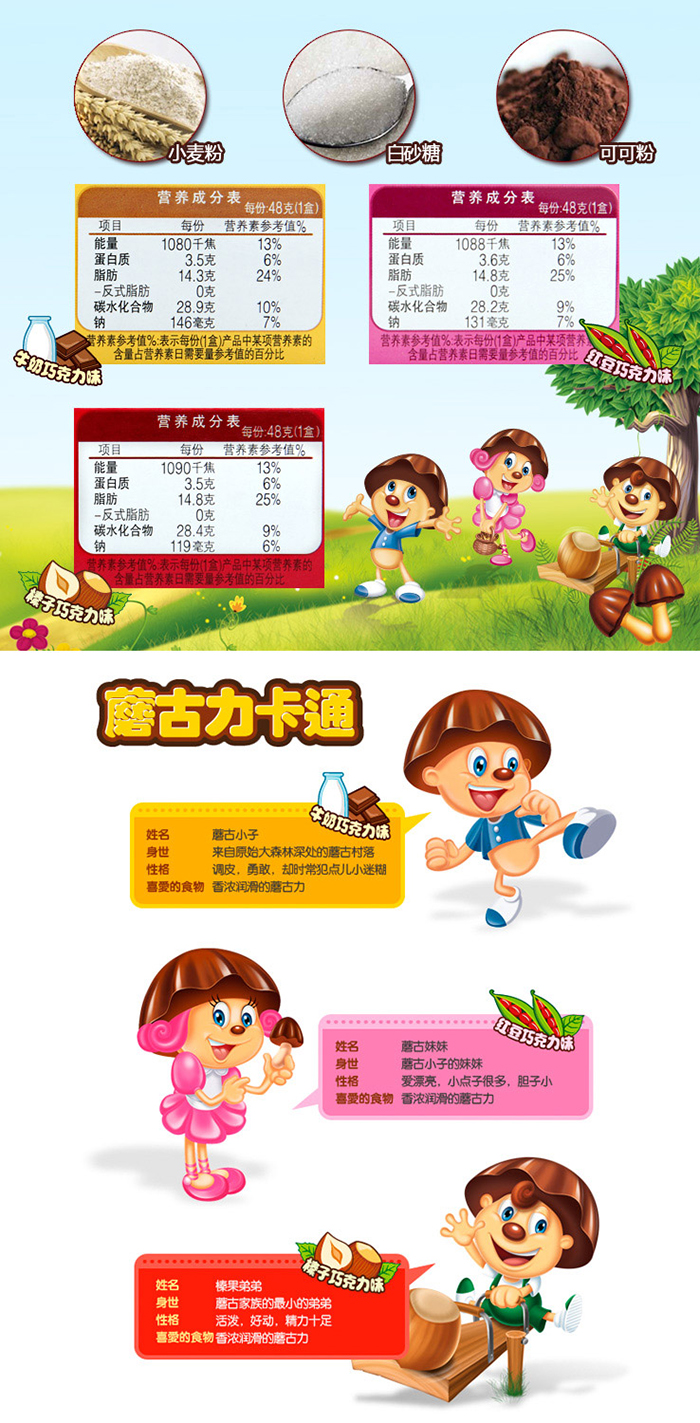 小麦粉
白砂糖
可可粉
营养成分表
每份:48克(1盒)
项目 每份 营养素参考值%
能量 1080千焦 13%
蛋白质 3.5克 6%
脂肪 14.3克 24%
-反式脂肪 0克
碳水化合物 28.9克 10%
钠 146毫克 7%
营养素参考值%:表示每份(1盒)产品中某项营养素的
含量占营养素日需要量参考值的百分比
牛奶巧克力味
营养成分表
每份:48克(1盒)
项目 每份 营养素参考值%
能量 1088千焦 13%
蛋白质 3.6克 6%
脂肪 14.8克 25%
-反式脂肪 0克
碳水化合物 28.2克 9%
钠 131毫克 7%
营养素参考值%:表示每份(1盒)产品中某项营养素的
含量占营养素日需要量参考值的百分比
红豆巧克力味
营养成分表
每份:48克(1盒)
项目 每份 营养素参考值%
能量 1090千焦 13%
蛋白质 3.5克 6%
脂肪 14.8克 25%
-反式脂肪 0克
碳水化合物 28.4克 9%
钠 119毫克 6%
营养素参考值%:表示每份(1盒)产品中某项营养素的
含量占营养素日需要量参考值的百分比
榛子巧克力味
蘑古力卡通
牛奶巧克力味
姓名 蘑古小子
身世 来自原始大森林深处的蘑古村落
性格 调皮，勇敢，却时常犯点儿小迷糊
喜愛的食物 香浓润滑的蘑古力
红豆巧克力味
姓名 蘑古妹妹
身世 蘑古小子的妹妹
性格 爱漂亮，小点子很多，胆子小
喜愛的食物 香浓润滑的蘑古力
榛子巧克力味
姓名 榛果弟弟
身世 蘑古家族的最小的弟弟
性格 活泼，好动，精力十足
喜愛的食物 香浓润滑的蘑古力